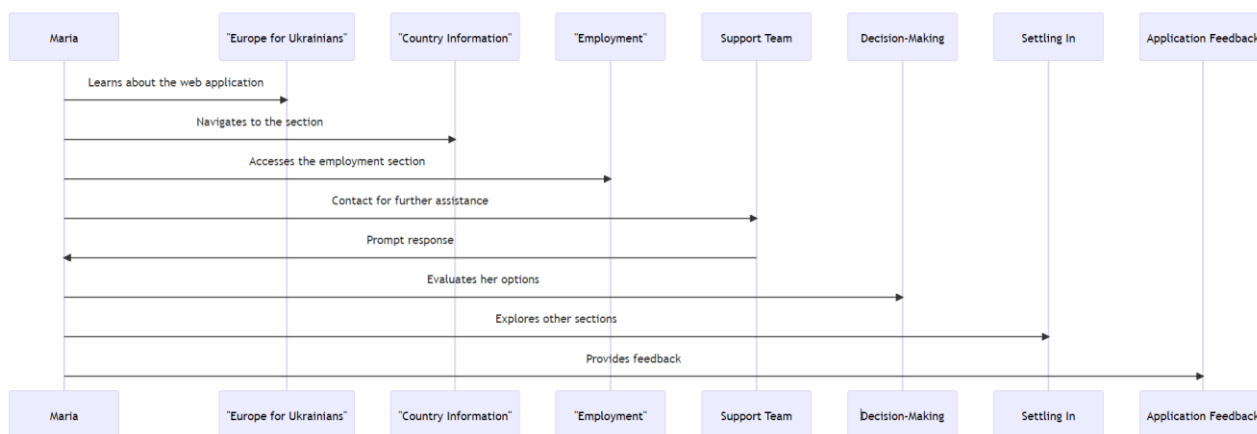 Maria
"Europe for Ukrainians"
"Country Information"
"Employment"
Support Team
Decision-Making
Settling In
Application Feedback
Learns about the web application
Navigates to the section
Accesses the employment section
Contact for further assistance
Prompt response
Evaluates her options
Explores other sections
Provides feedback
Maria
"Europe for Ukrainians"
"Country Information"
"Employment"
Support Team
Decision-Making
Settling In
Application Feedback